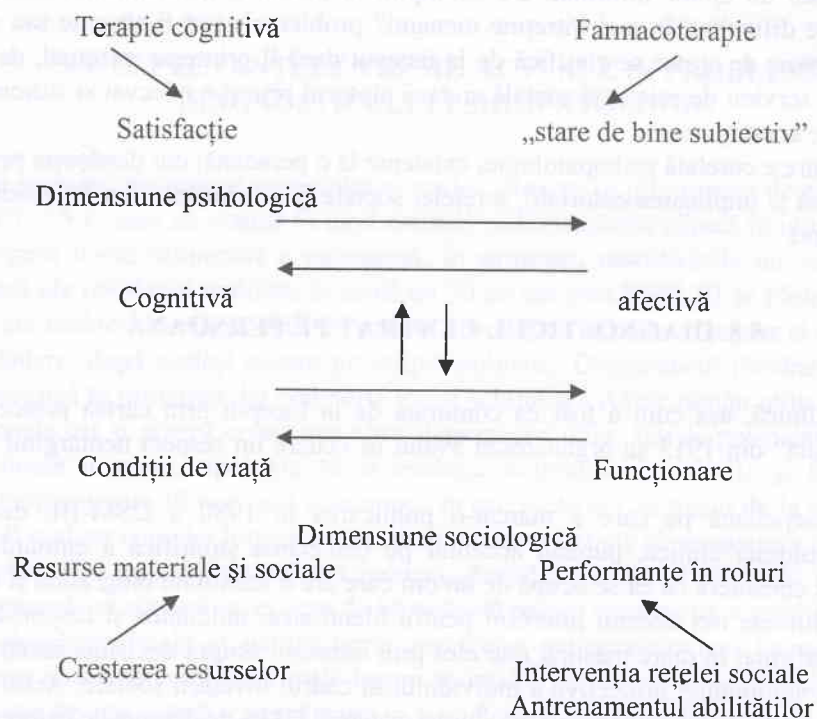 Terapie cognitivă
Farmacoterapie
Satisfacție
„stare de bine subiectiv”
Dimensiune psihologică
Cognitivă
afectivă
Condiții de viață
Funcționare
Dimensiune sociologică
Resurse materiale și sociale
Performanțe în roluri
Creșterea resurselor
Intervenția rețelei sociale
Antrenamentul abilităților